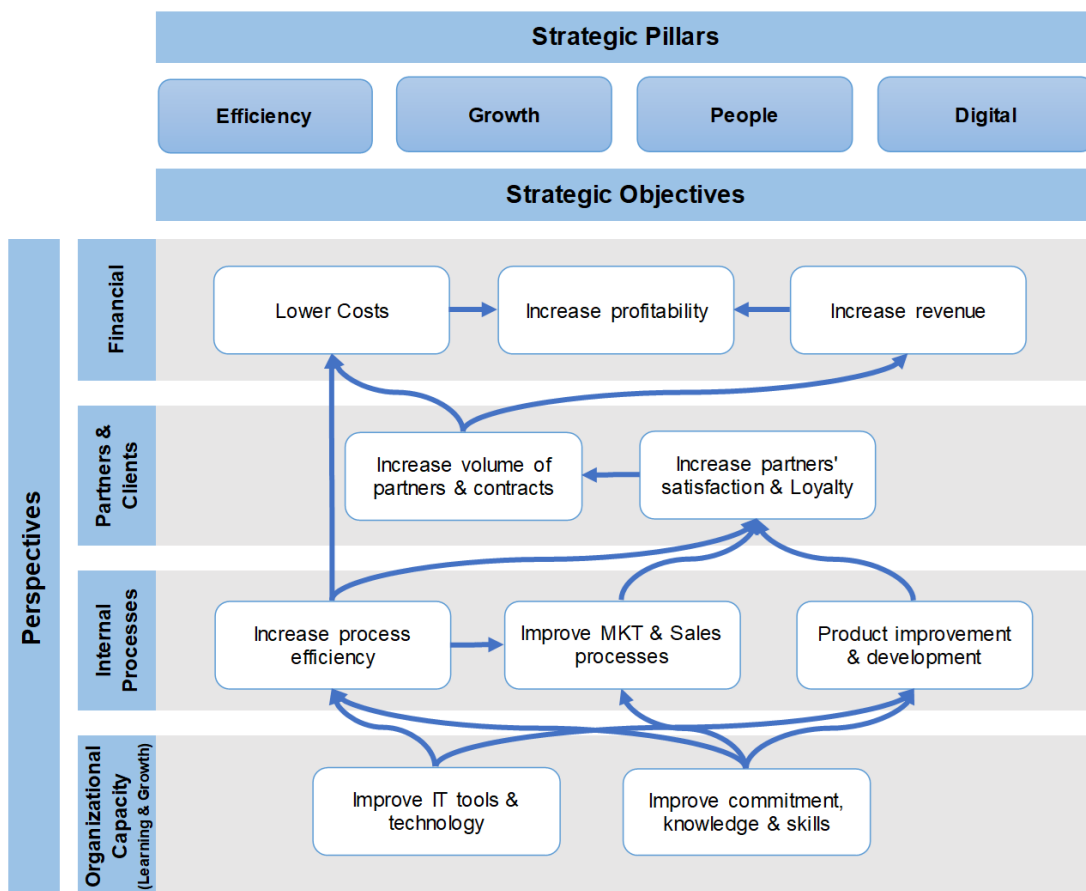 Strategic Pillars
Efficiency
Growth
People
Digital
Strategic Objectives
Perspectives
Financial
Lower Costs
Increase profitability
Increase revenue
Partners &
Clients
Increase volume of
partners & contracts
Increase partners'
satisfaction & Loyalty
Internal
Processes
Increase process
efficiency
Improve MKT & Sales
processes
Product improvement
& development
Organizational
Capacity
(Learning & Growth)
Improve IT tools &
technology
Improve commitment,
knowledge & skills